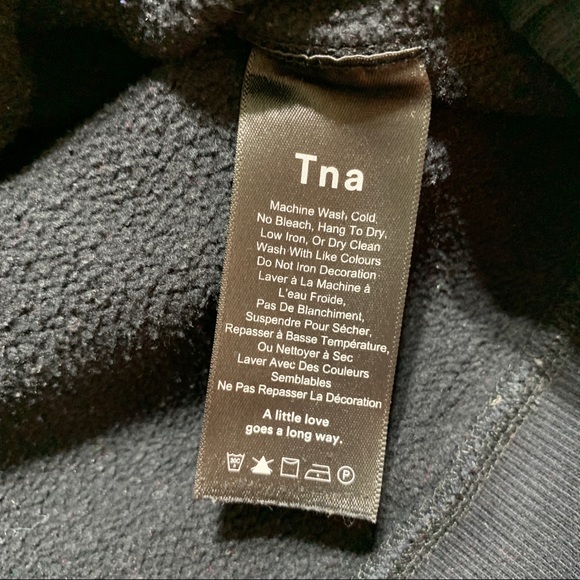 Tna
Machine Wash Cold,
No Bleach, Hang To Dry,
Low Iron, Or Dry Clean
Wash With Like Colours
Do Not Iron Decoration
Laver à La Machine à
L'eau Froide,
Pas De Blanchiment,
Suspendre Pour Sécher,
Repasser à Basse Température,
Ou Nettoyer à Sec
Laver Avec Des Couleurs
Semblables
Ne Pas Repasser La Décoration
A little love
goes a long way.
30C
P